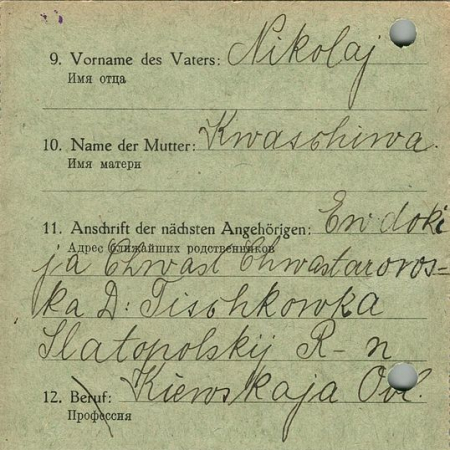 9. Vorname des Vaters: Nikolaj
Имя отца
10. Name der Mutter: Kwaschiwa.
Имя матери
11. Anschrift der nächsten Angehörigen: Ewdoki
Адрес ближайших родственников
ja Chwast Chwastarovos-
ka D: Tischkowka
Slatopolskij R-n
12. Beruf: Kiewskaja Obl.
Профессия